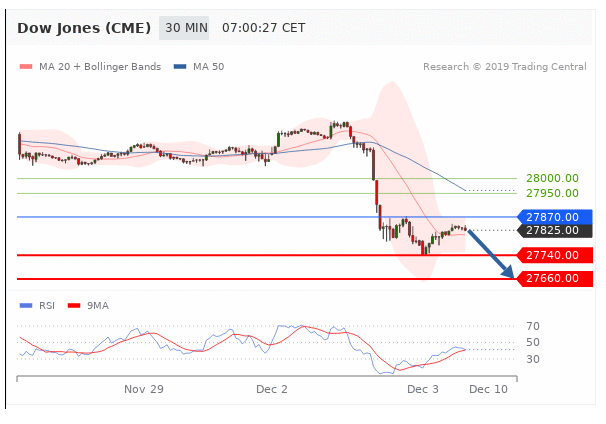 Dow Jones (CME) 30 MIN 07:00:27 CET
MA 20 + Bollinger Bands MA 50 Research © 2019 Trading Central
28000.00
27950.00
27870.00
27825.00
27740.00
27660.00
RSI 9MA
70
50
30
Nov 29 Dec 2 Dec 3 Dec 10